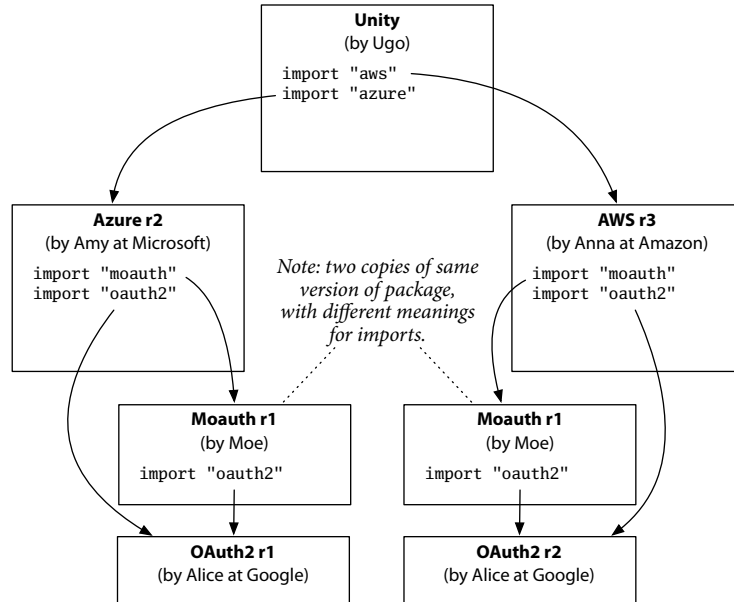 Unity
(by Ugo)
import "aws"
import "azure"
Azure r2
(by Amy at Microsoft)
import "moauth"
import "oauth2"
Note: two copies of same
version of package,
with different meanings
for imports.
AWS r3
(by Anna at Amazon)
import "moauth"
import "oauth2"
Moauth r1
(by Moe)
import "oauth2"
Moauth r1
(by Moe)
import "oauth2"
OAuth2 r1
(by Alice at Google)
OAuth2 r2
(by Alice at Google)